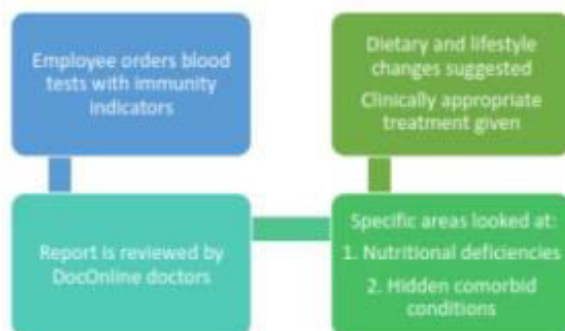 Employee orders blood
tests with immunity
indicators
Report is reviewed by
DocOnline doctors
Specific areas looked at:
1. Nutritional deficiencies
2. Hidden comorbid
conditions
Dietary and lifestyle
changes suggested
Clinically appropriate
treatment given